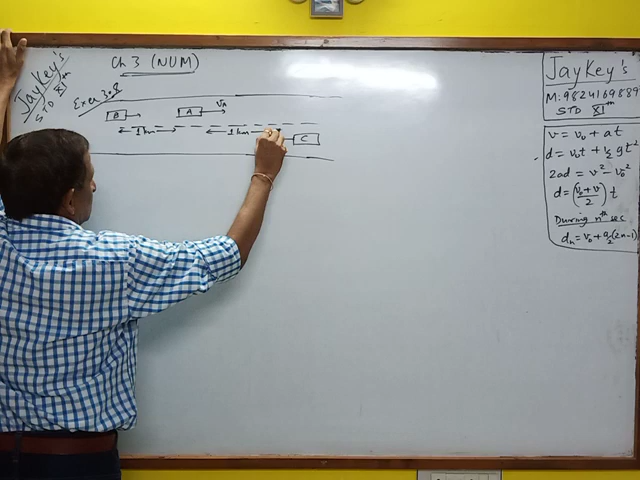 Ch 3 (NUM)
JayKey's
STD XIth
Exer 3.8
B
A
VA
1 km
1 km
C
JayKey's
M: 9824169889
STD XIth
v = v₀ + at
d = v₀t + ½ gt²
2ad = v² - v₀²
d = (v₀ + v / 2) t
During nth sec
dn = v₀ + a/2 (2n-1)